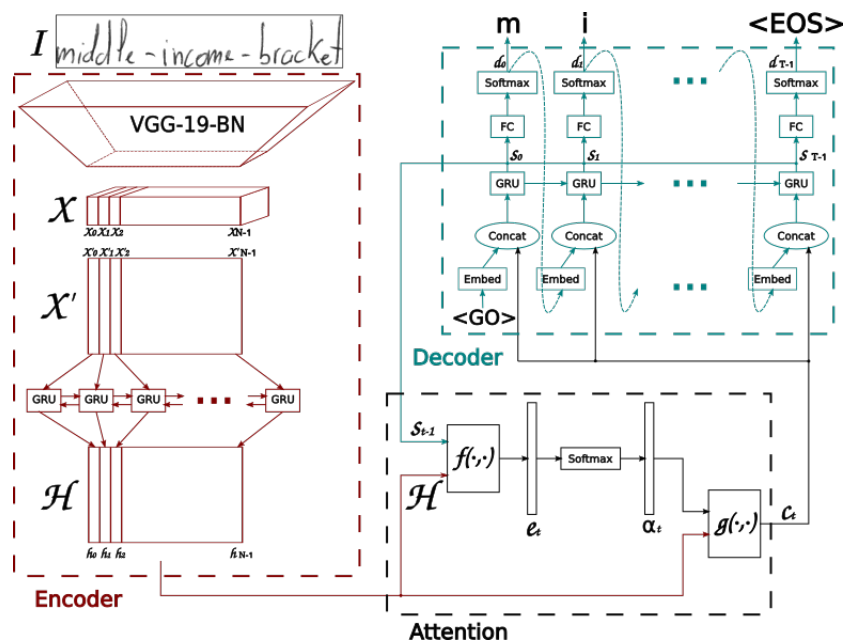 I middle-income-bracket
VGG-19-BN
X
x0 x1 x2 xN-1
x'0 x'1 x'2 x'N-1
X'
GRU GRU GRU ... GRU
H
h0 h1 h2 hN-1
Encoder
m i <EOS>
d0 d1 dT-1
Softmax Softmax ... Softmax
FC FC FC
s0 s1 sT-1
GRU GRU ... GRU
Concat Concat Concat
Embed Embed ... Embed
<GO>
Decoder
st-1
H
f(·,·) Softmax
et αt
g(·,·) ct
Attention